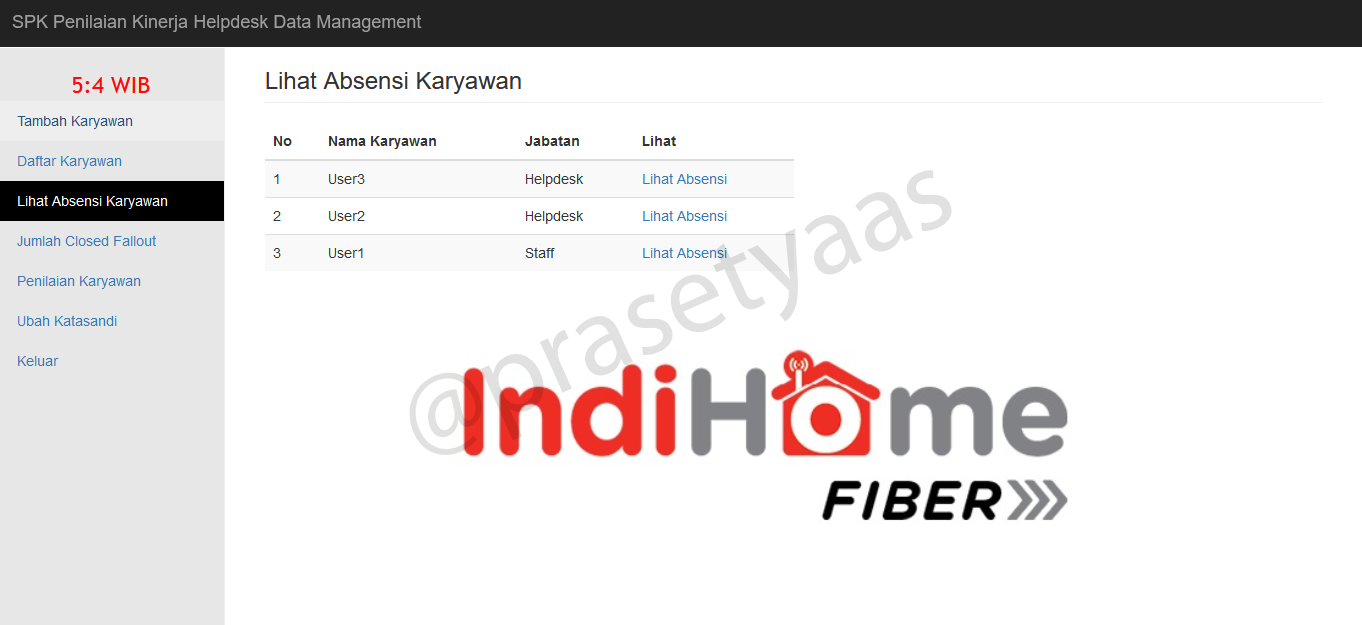 SPK Penilaian Kinerja Helpdesk Data Management
5:4 WIB
Tambah Karyawan
Daftar Karyawan
Lihat Absensi Karyawan
Jumlah Closed Fallout
Penilaian Karyawan
Ubah Katasandi
Keluar
Lihat Absensi Karyawan
No Nama Karyawan Jabatan Lihat
1 User3 Helpdesk Lihat Absensi
2 User2 Helpdesk Lihat Absensi
3 User1 Staff Lihat Absensi
@prasetyaas
IndiHome
FIBER